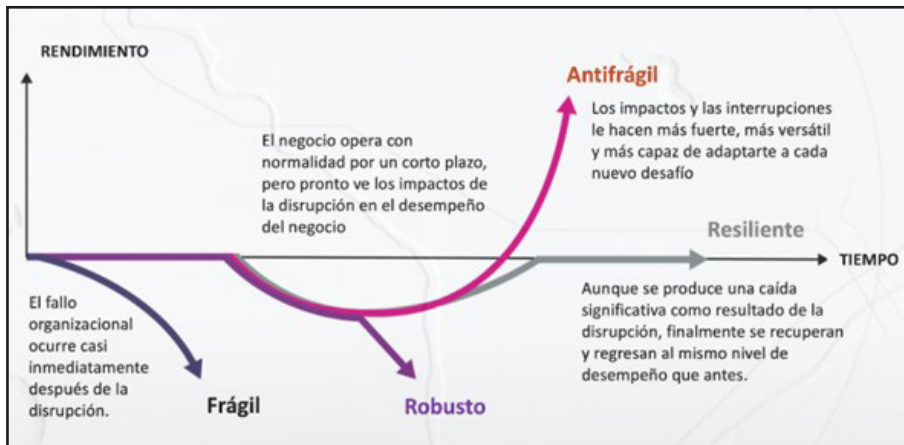 RENDIMIENTO
Antifrágil
Los impactos y las interrupciones
le hacen más fuerte, más versátil
y más capaz de adaptarte a cada
nuevo desafío
El negocio opera con
normalidad por un corto plazo,
pero pronto ve los impactos de
la disrupción en el desempeño
del negocio
Resiliente
TIEMPO
El fallo
organizacional
ocurre casi
inmediatamente
después de la
disrupción.
Aunque se produce una caída
significativa como resultado de la
disrupción, finalmente se recuperan
y regresan al mismo nivel de
desempeño que antes.
Frágil
Robusto